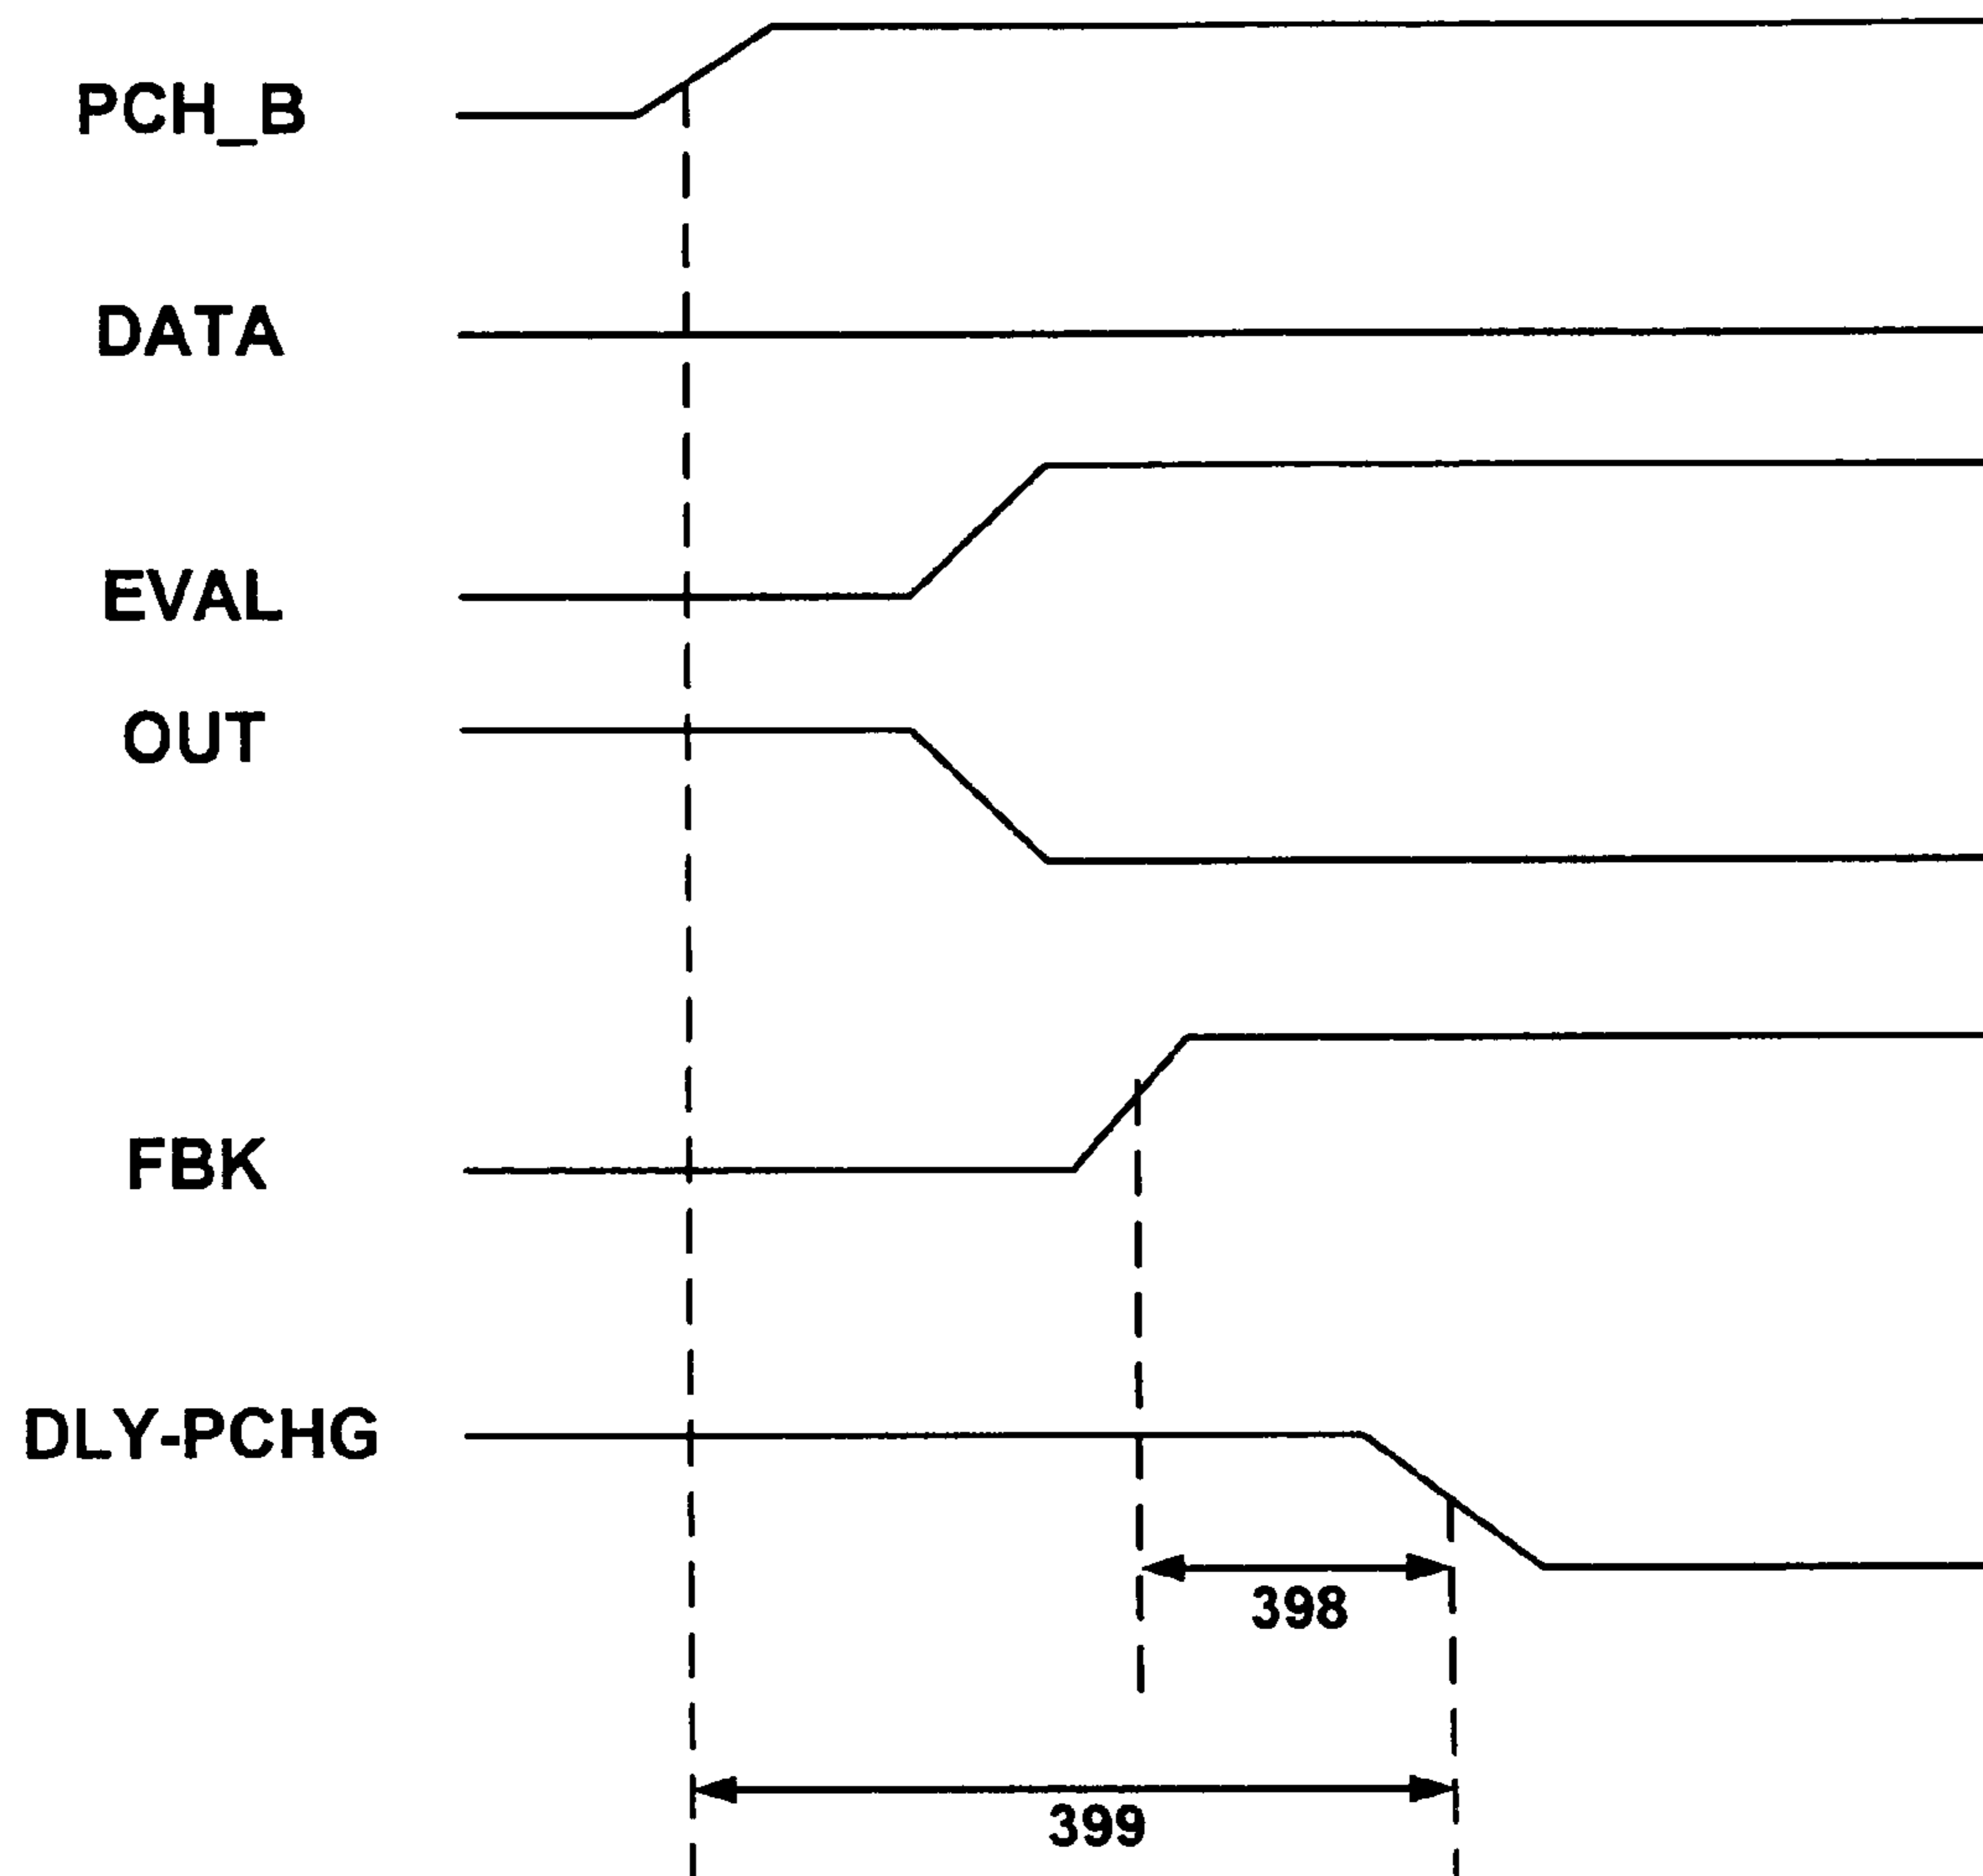 PCH_B
DATA
EVAL
OUT
FBK
DLY-PCHG
398
399